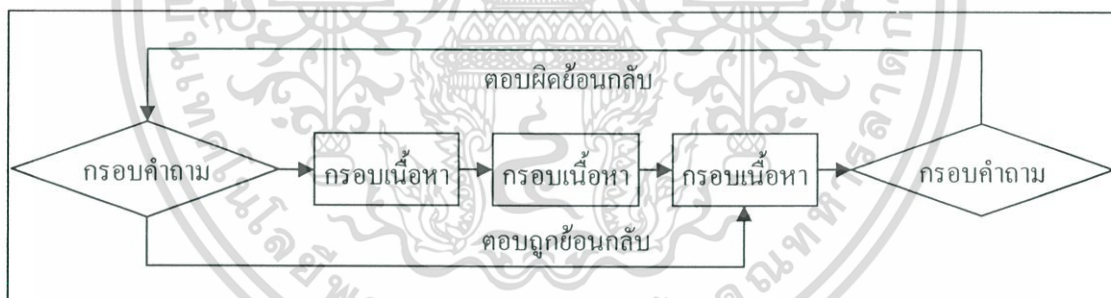 ตอบผิดย้อนกลับ
กรอบคำถาม กรอบเนื้อหา กรอบเนื้อหา กรอบเนื้อหา กรอบคำถาม
ตอบถูกย้อนกลับ